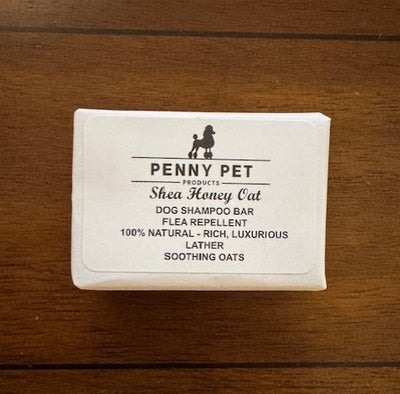 PENNY PET
PRODUCTS
Shea Honey Oat
DOG SHAMPOO BAR
FLEA REPELLENT
100% NATURAL - RICH, LUXURIOUS
LATHER
SOOTHING OATS